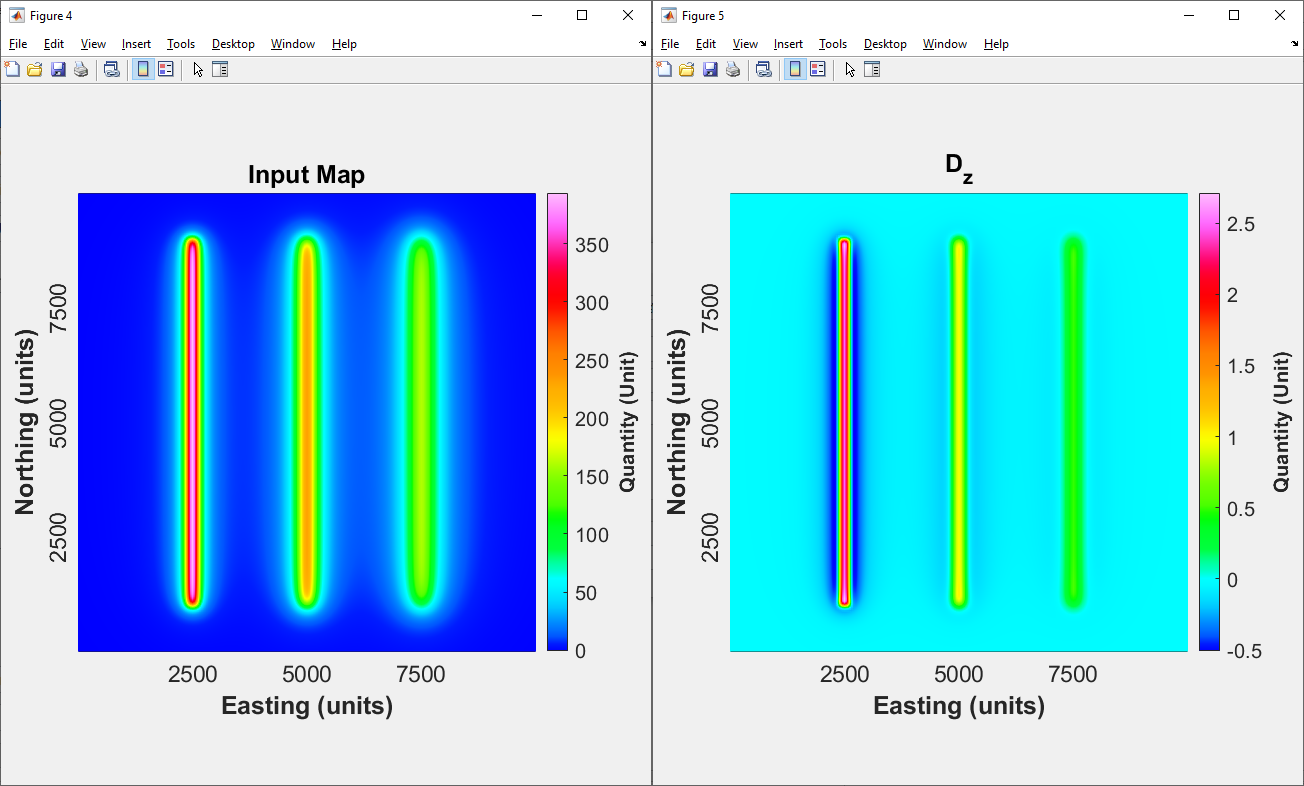 Figure 4
File Edit View Insert Tools Desktop Window Help
Input Map
Northing (units)
7500
5000
2500
2500 5000 7500
Easting (units)
350
300
250
200
150
100
50
0
Quantity (Unit)
Figure 5
File Edit View Insert Tools Desktop Window Help
Dz
Northing (units)
7500
5000
2500
2500 5000 7500
Easting (units)
2.5
2
1.5
1
0.5
0
-0.5
Quantity (Unit)